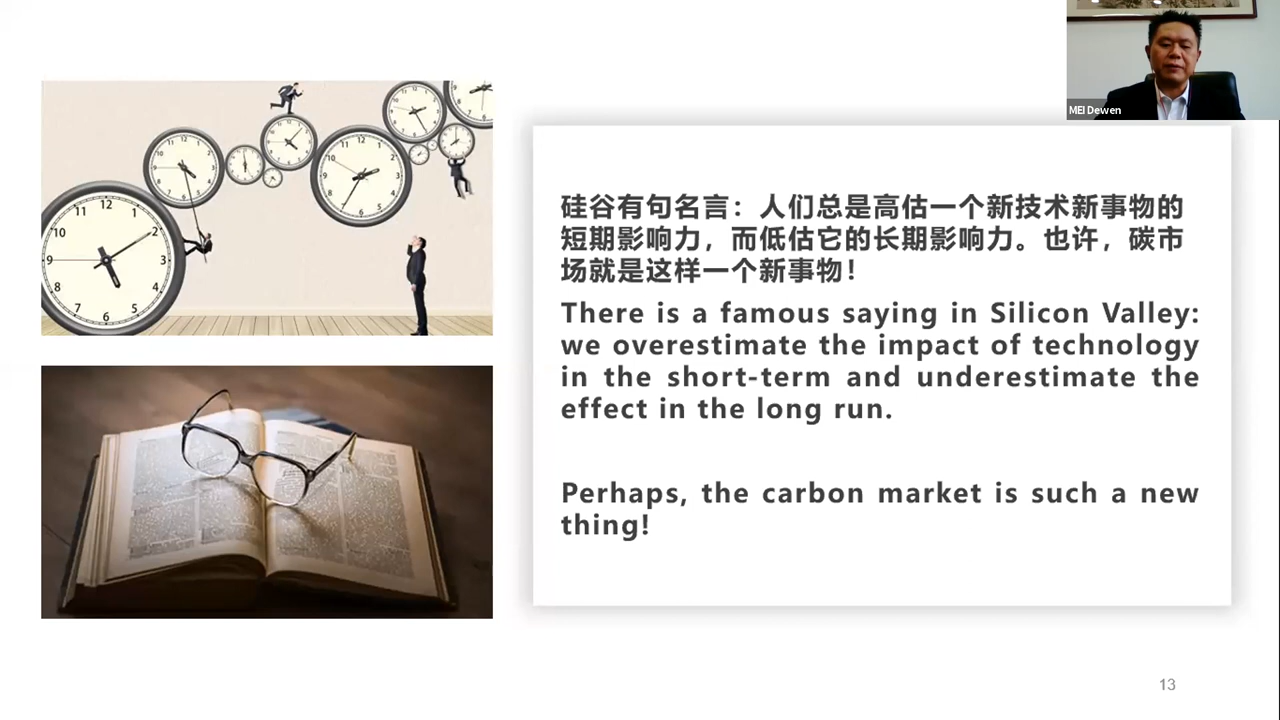 MEI Dewen
硅谷有句名言：人们总是高估一个新技术新事物的
短期影响力，而低估它的长期影响力。也许，碳市
场就是这样一个新事物！
There is a famous saying in Silicon Valley:
we overestimate the impact of technology
in the short-term and underestimate the
effect in the long run.
Perhaps, the carbon market is such a new
thing!
13